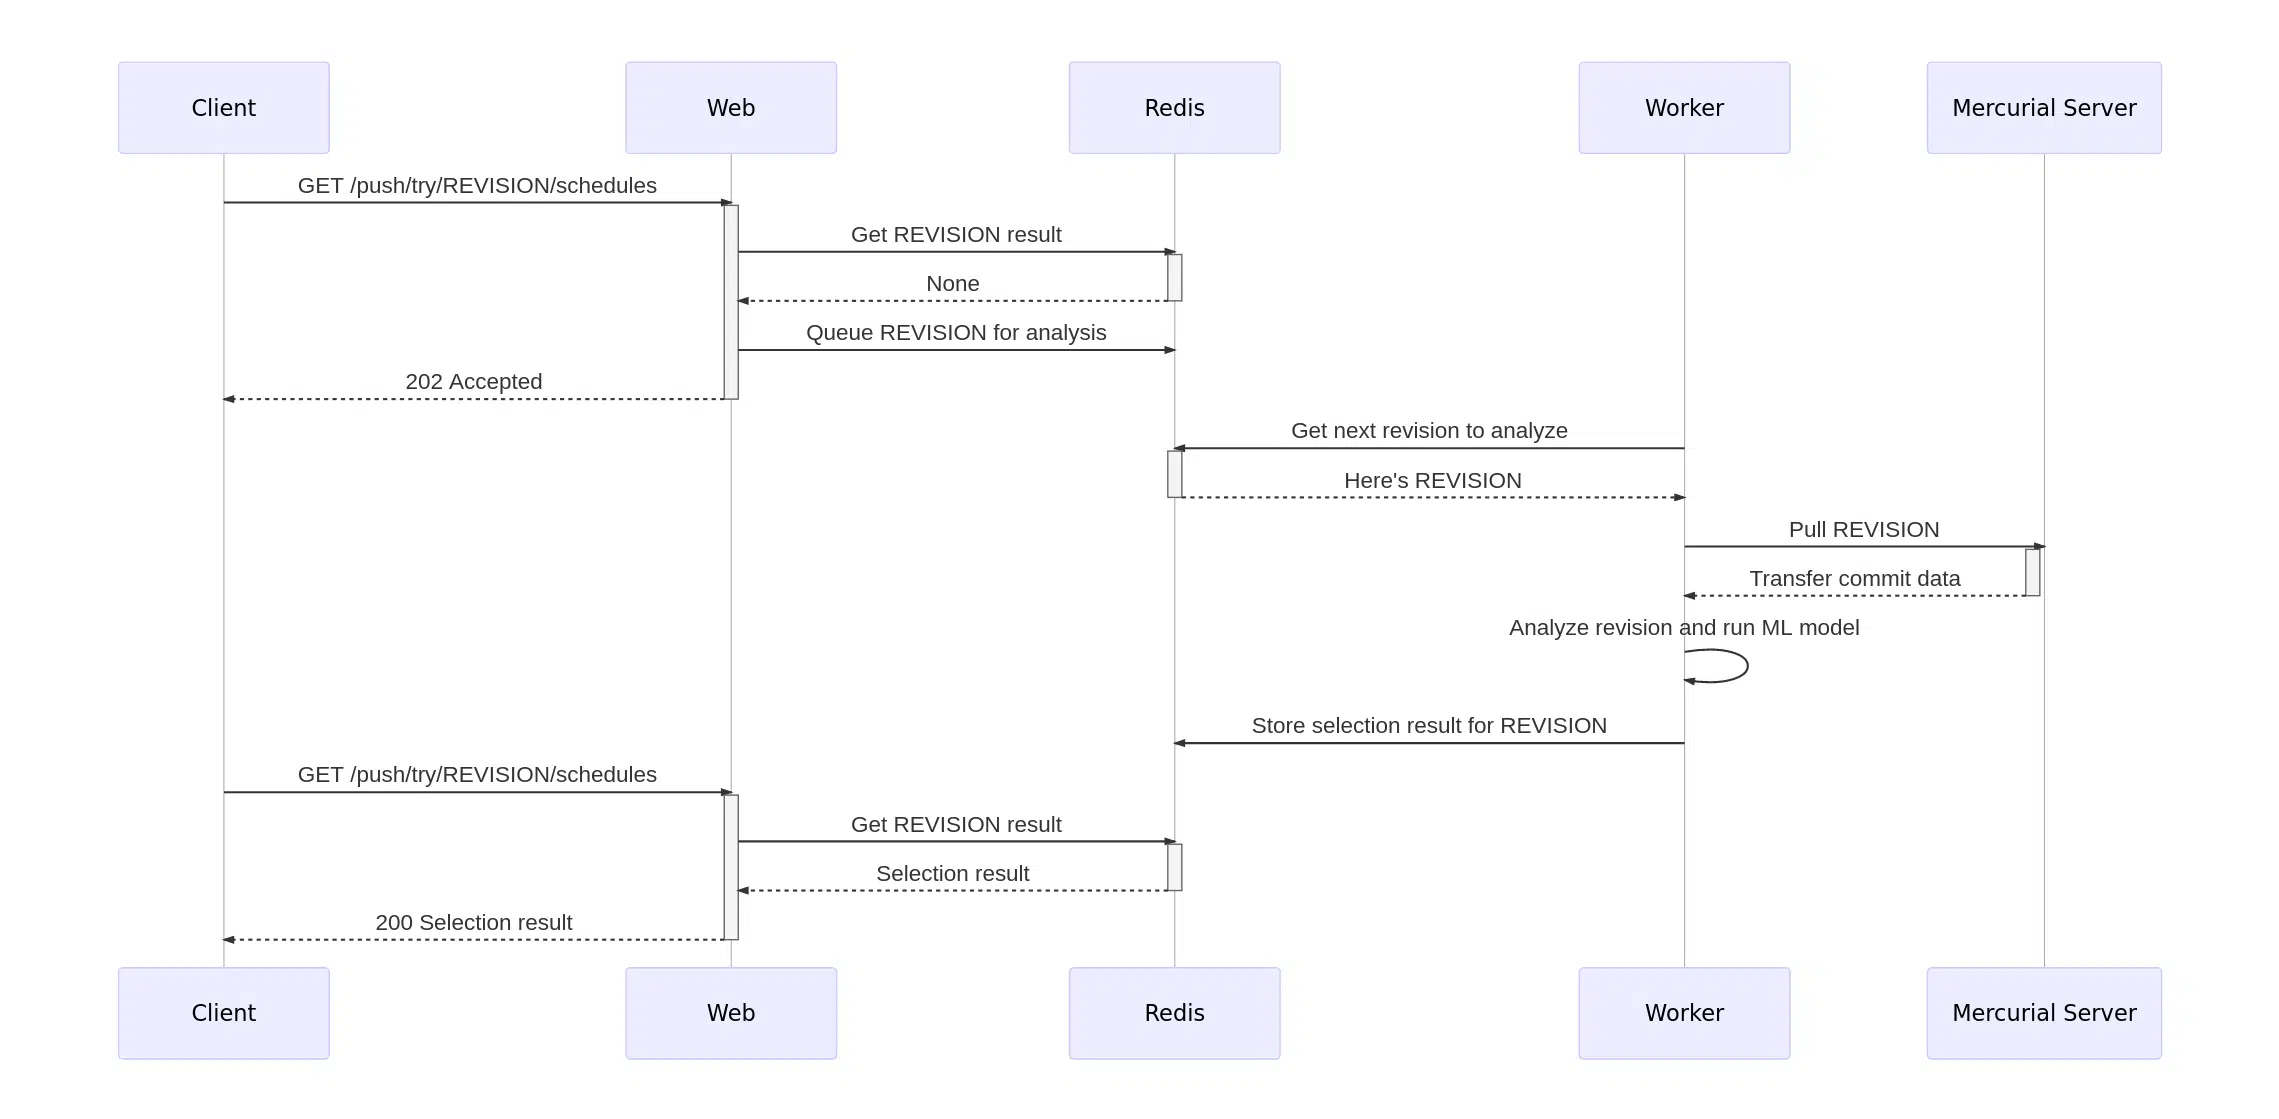 Client
Web
Redis
Worker
Mercurial Server
GET /push/try/REVISION/schedules
Get REVISION result
None
Queue REVISION for analysis
202 Accepted
Get next revision to analyze
Here's REVISION
Pull REVISION
Transfer commit data
Analyze revision and run ML model
Store selection result for REVISION
GET /push/try/REVISION/schedules
Get REVISION result
Selection result
200 Selection result
Client
Web
Redis
Worker
Mercurial Server